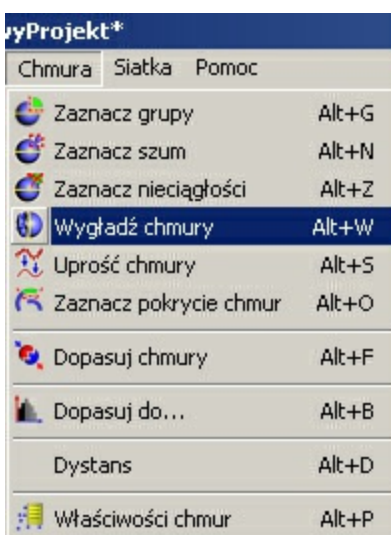 yProjekt*
Chmura Siatka Pomoc
Zaznacz grupy Alt+G
Zaznacz szum Alt+N
Zaznacz nieciągłości Alt+Z
Wygładź chmury Alt+W
Uprość chmury Alt+S
Zaznacz pokrycie chmur Alt+O
Dopasuj chmury Alt+F
Dopasuj do... Alt+B
Dystans Alt+D
Właściwości chmur Alt+P